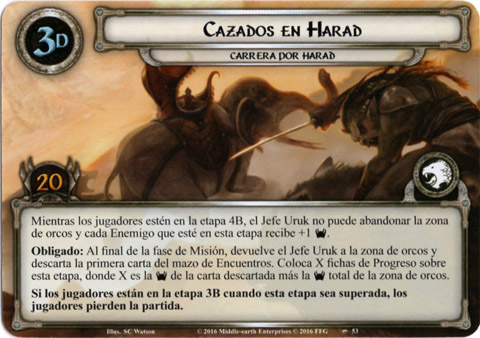 3D
CAZADOS EN HARAD
CARRERA POR HARAD
20
Mientras los jugadores estén en la etapa 4B, el Jefe Uruk no puede abandonar la zona
de orcos y cada Enemigo que esté en esta etapa recibe +1 .
Obligado: Al final de la fase de Misión, devuelve el Jefe Uruk a la zona de orcos y
descarta la primera carta del mazo de Encuentros. Coloca X fichas de Progreso sobre
esta etapa, donde X es la de la carta descartada más la total de la zona de orcos.
Si los jugadores están en la etapa 3B cuando esta etapa sea superada, los
jugadores pierden la partida.
Illus. SC Watson © 2016 Middle-earth Enterprises © 2016 FFG 53